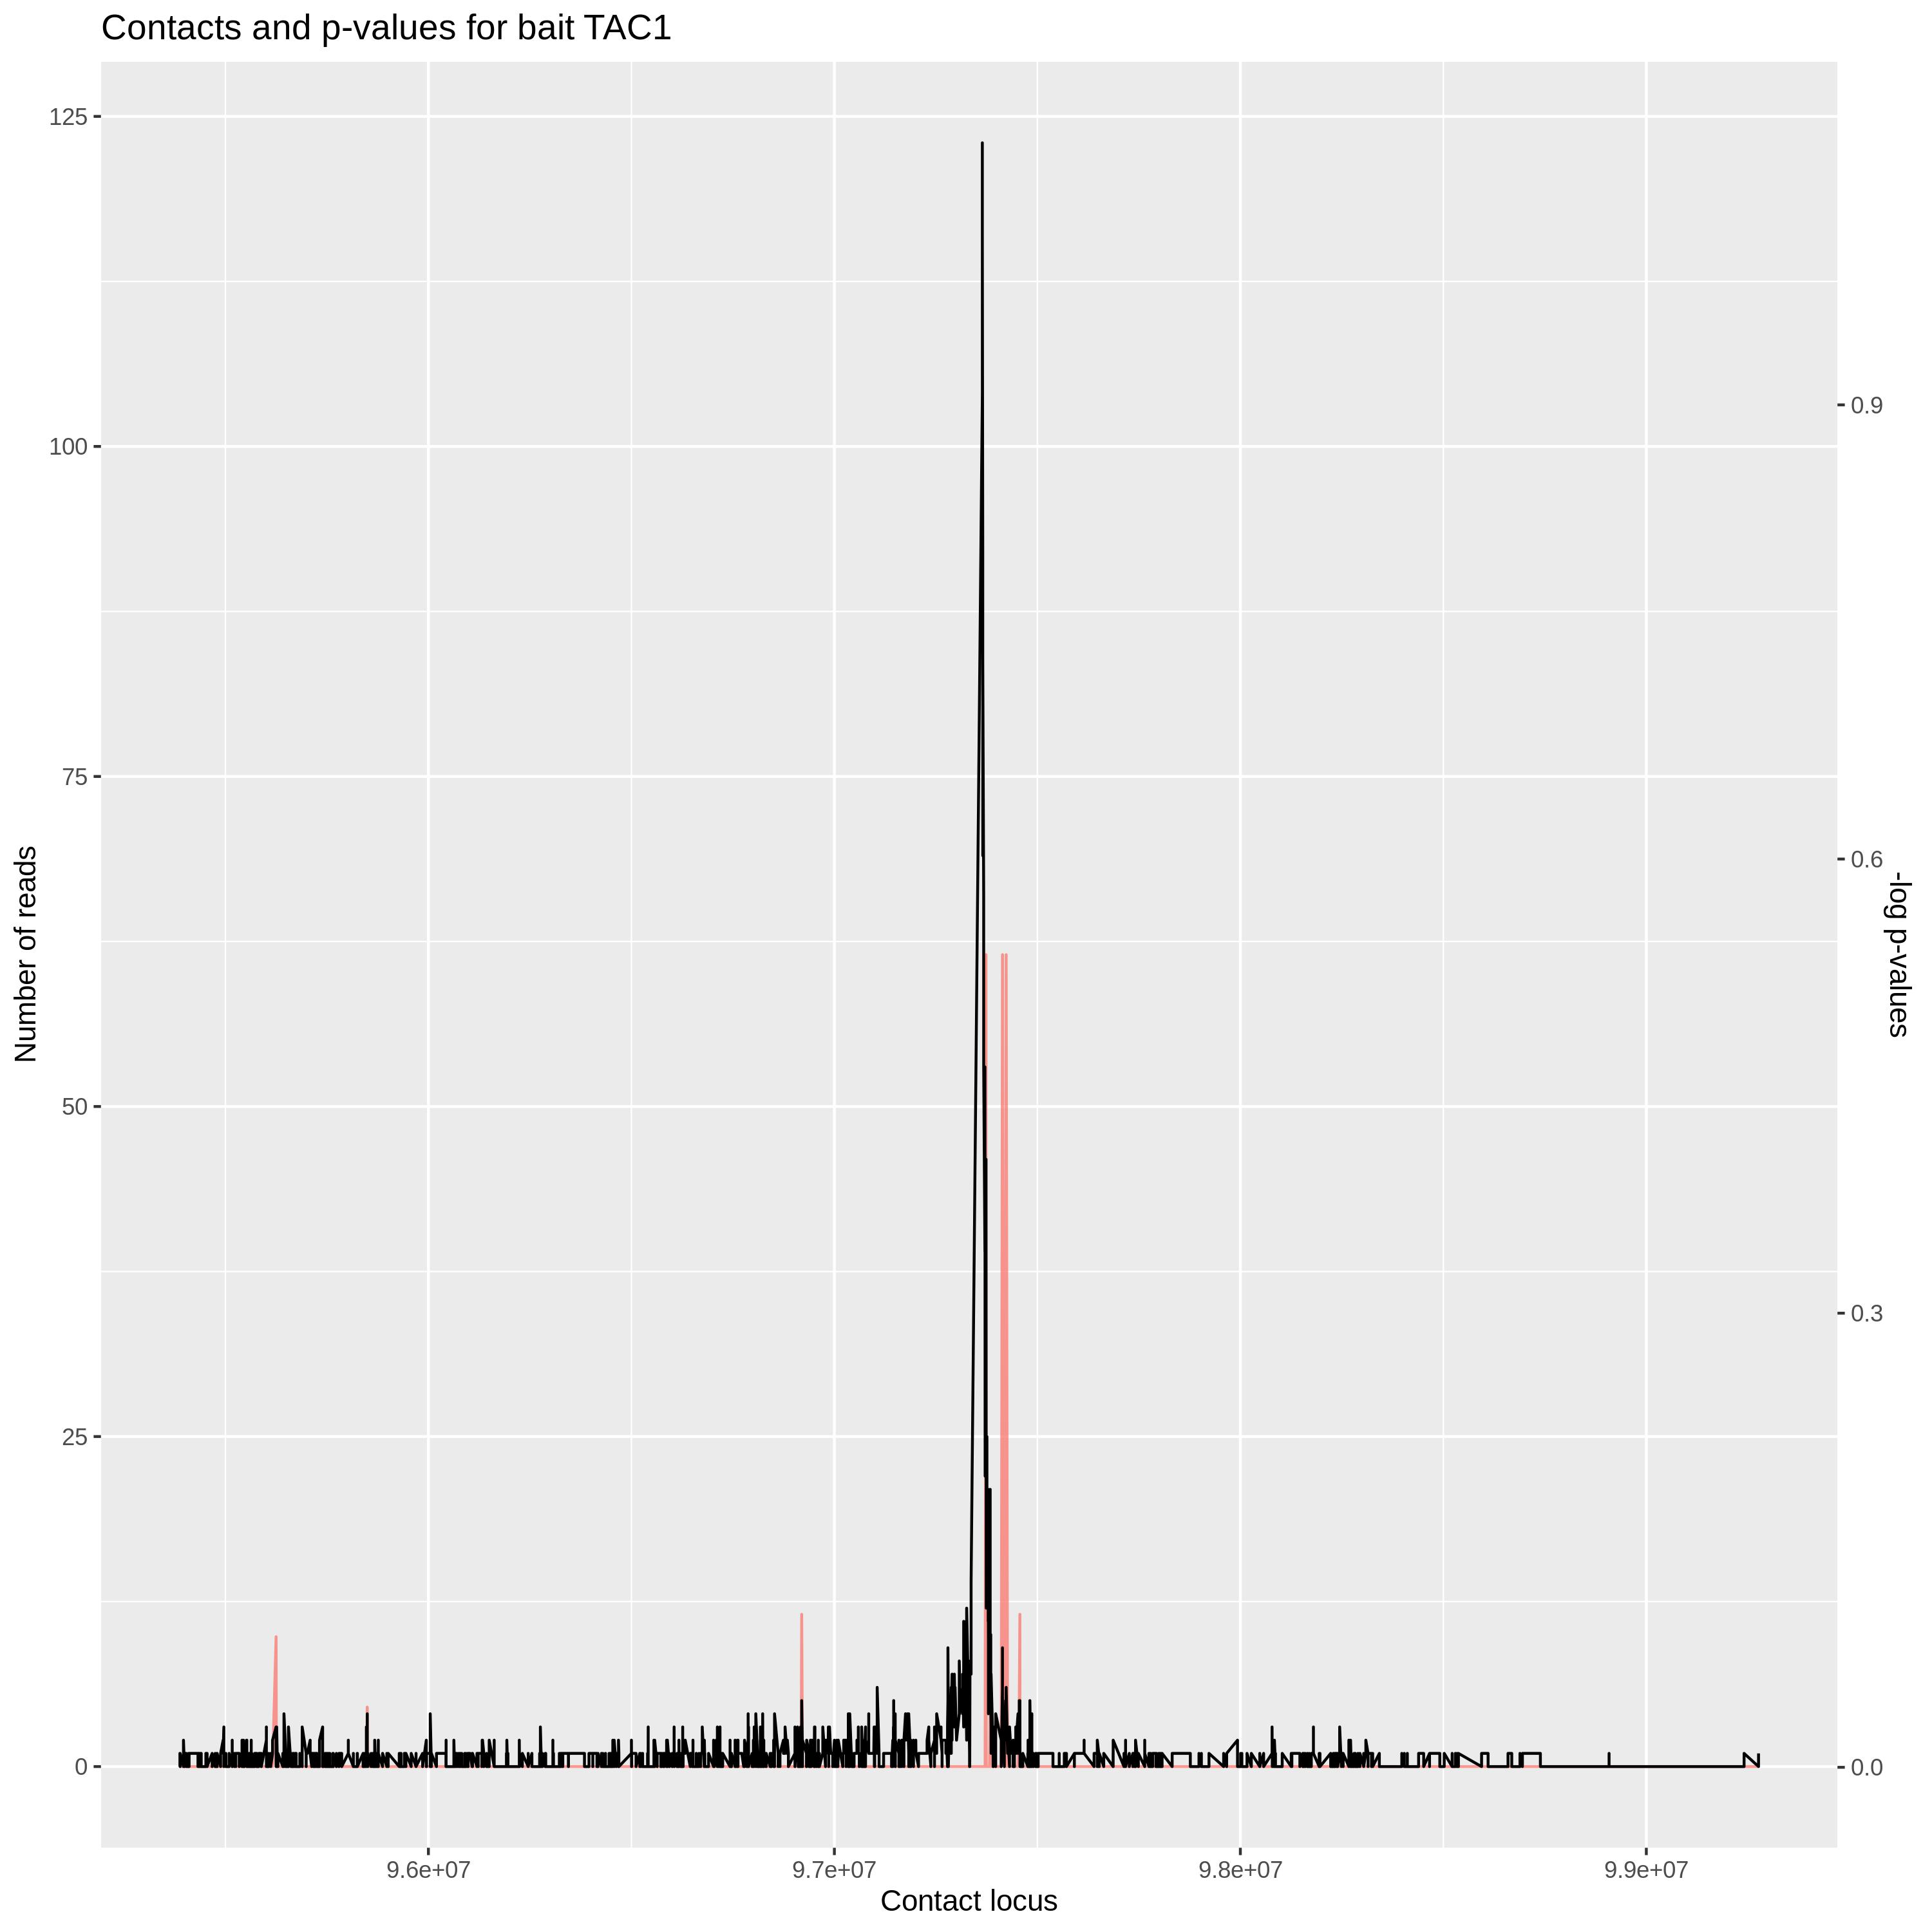 Contacts and p-values for bait TAC1
125
100
75
50
25
0
Number of reads
0.9
0.6
0.3
0.0
-log p-values
9.6e+07
9.7e+07
9.8e+07
9.9e+07
Contact locus